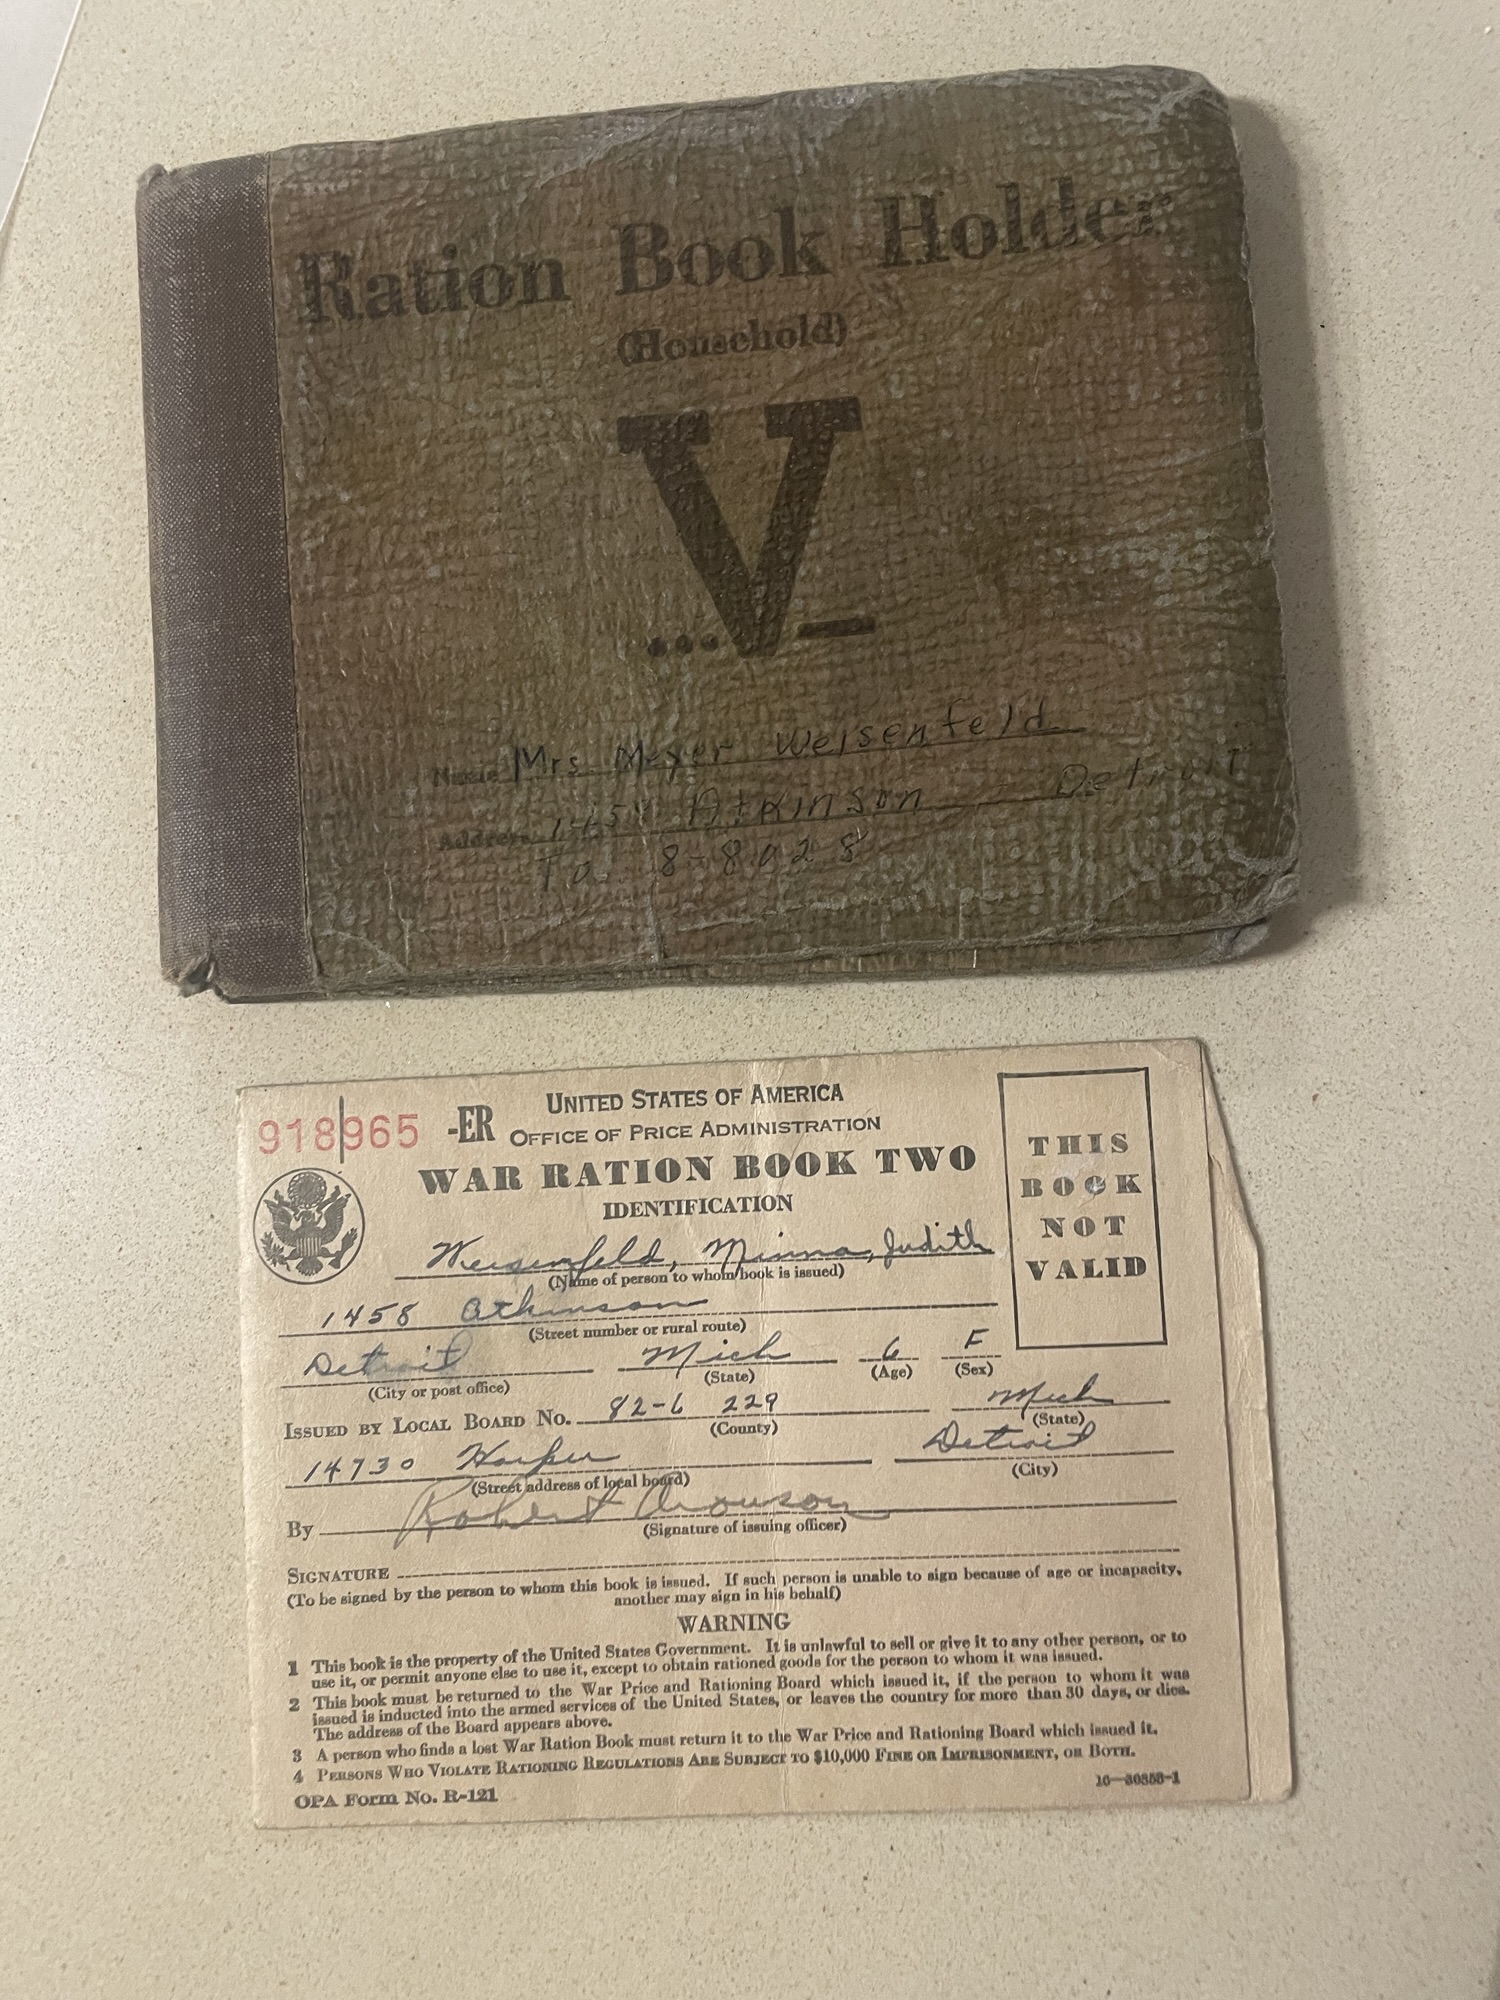 Ration Book Holder
(Household)
V
...–
Name Mrs Meyer Weisenfeld
Address 1458 Atkinson Detroit
To. 8-8028
918965 -ER
UNITED STATES OF AMERICA
OFFICE OF PRICE ADMINISTRATION
WAR RATION BOOK TWO
IDENTIFICATION
THIS
BOOK
NOT
VALID
Weisenfeld, Minna, Judith
(Name of person to whom book is issued)
1458 Atkinson
(Street number or rural route)
Detroit Mich 6 F
(City or post office) (State) (Age) (Sex)
ISSUED BY LOCAL BOARD No. 82-6 229 Mich
(County) (State)
14730 Harper Detroit
(Street address of local board) (City)
By Robert Aronson
(Signature of issuing officer)
SIGNATURE
(To be signed by the person to whom this book is issued. If such person is unable to sign because of age or incapacity,
another may sign in his behalf)
WARNING
1 This book is the property of the United States Government. It is unlawful to sell or give it to any other person, or to
use it, or permit anyone else to use it, except to obtain rationed goods for the person to whom it was issued.
2 This book must be returned to the War Price and Rationing Board which issued it, if the person to whom it was
issued is inducted into the armed services of the United States, or leaves the country for more than 30 days, or dies.
The address of the Board appears above.
3 A person who finds a lost War Ration Book must return it to the War Price and Rationing Board which issued it.
4 PERSONS WHO VIOLATE RATIONING REGULATIONS ARE SUBJECT TO $10,000 FINE OR IMPRISONMENT, OR BOTH.
OPA Form No. R-121
16—30853-1